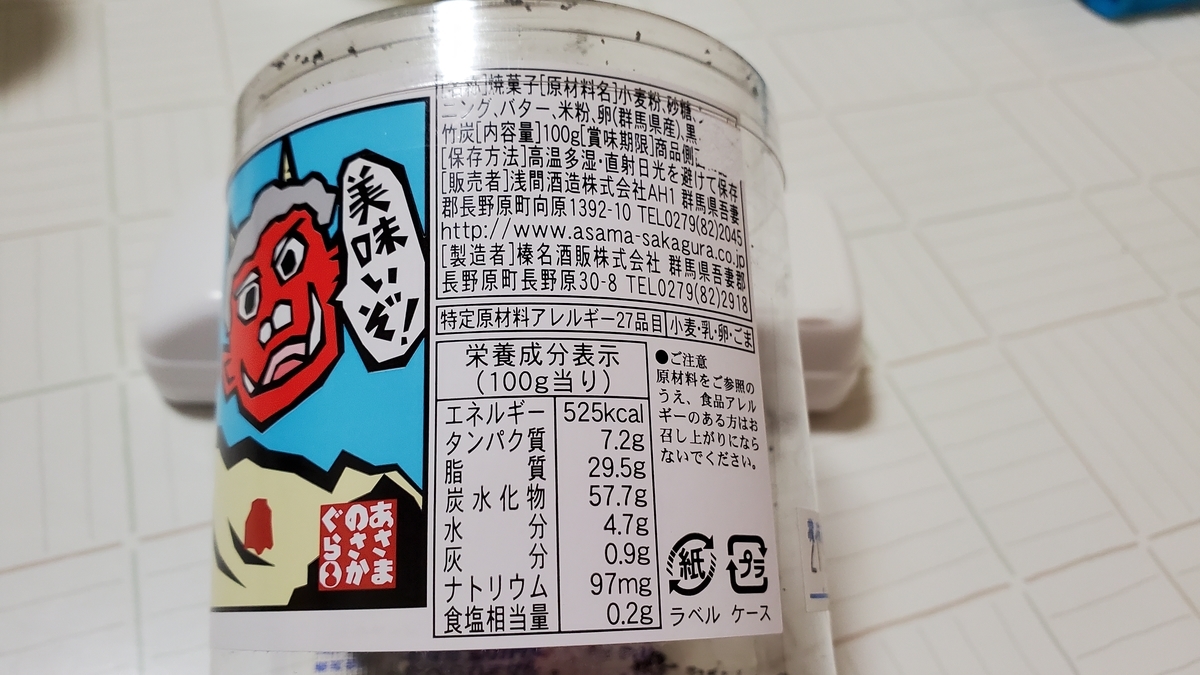 美味いぞ!
あさま
のさか
ぐら
焼菓子[原材料名]小麦粉、砂糖、
ニング、バター、米粉、卵(群馬県産)、黒
竹炭[内容量]100g[賞味期限]商品側
[保存方法]高温多湿・直射日光を避けて保存
[販売者]浅間酒造株式会社AH1 群馬県吾妻
郡長野原町向原1392-10 TEL0279(82)2045
http://www.asama-sakagura.co.jp
[製造者]榛名酒販株式会社 群馬県吾妻郡
長野原町長野原30-8 TEL0279(82)2918
特定原材料アレルギー27品目 小麦・乳・卵・ごま
栄養成分表示
(100g当り)
エネルギー 525kcal
タンパク質 7.2g
脂質 29.5g
炭水化物 57.7g
水分 4.7g
灰分 0.9g
ナトリウム 97mg
食塩相当量 0.2g
●ご注意
原材料をご参照の
うえ、食品アレル
ギーのある方はお
召し上がりになら
ないでください。
紙 プラ
ラベル ケース